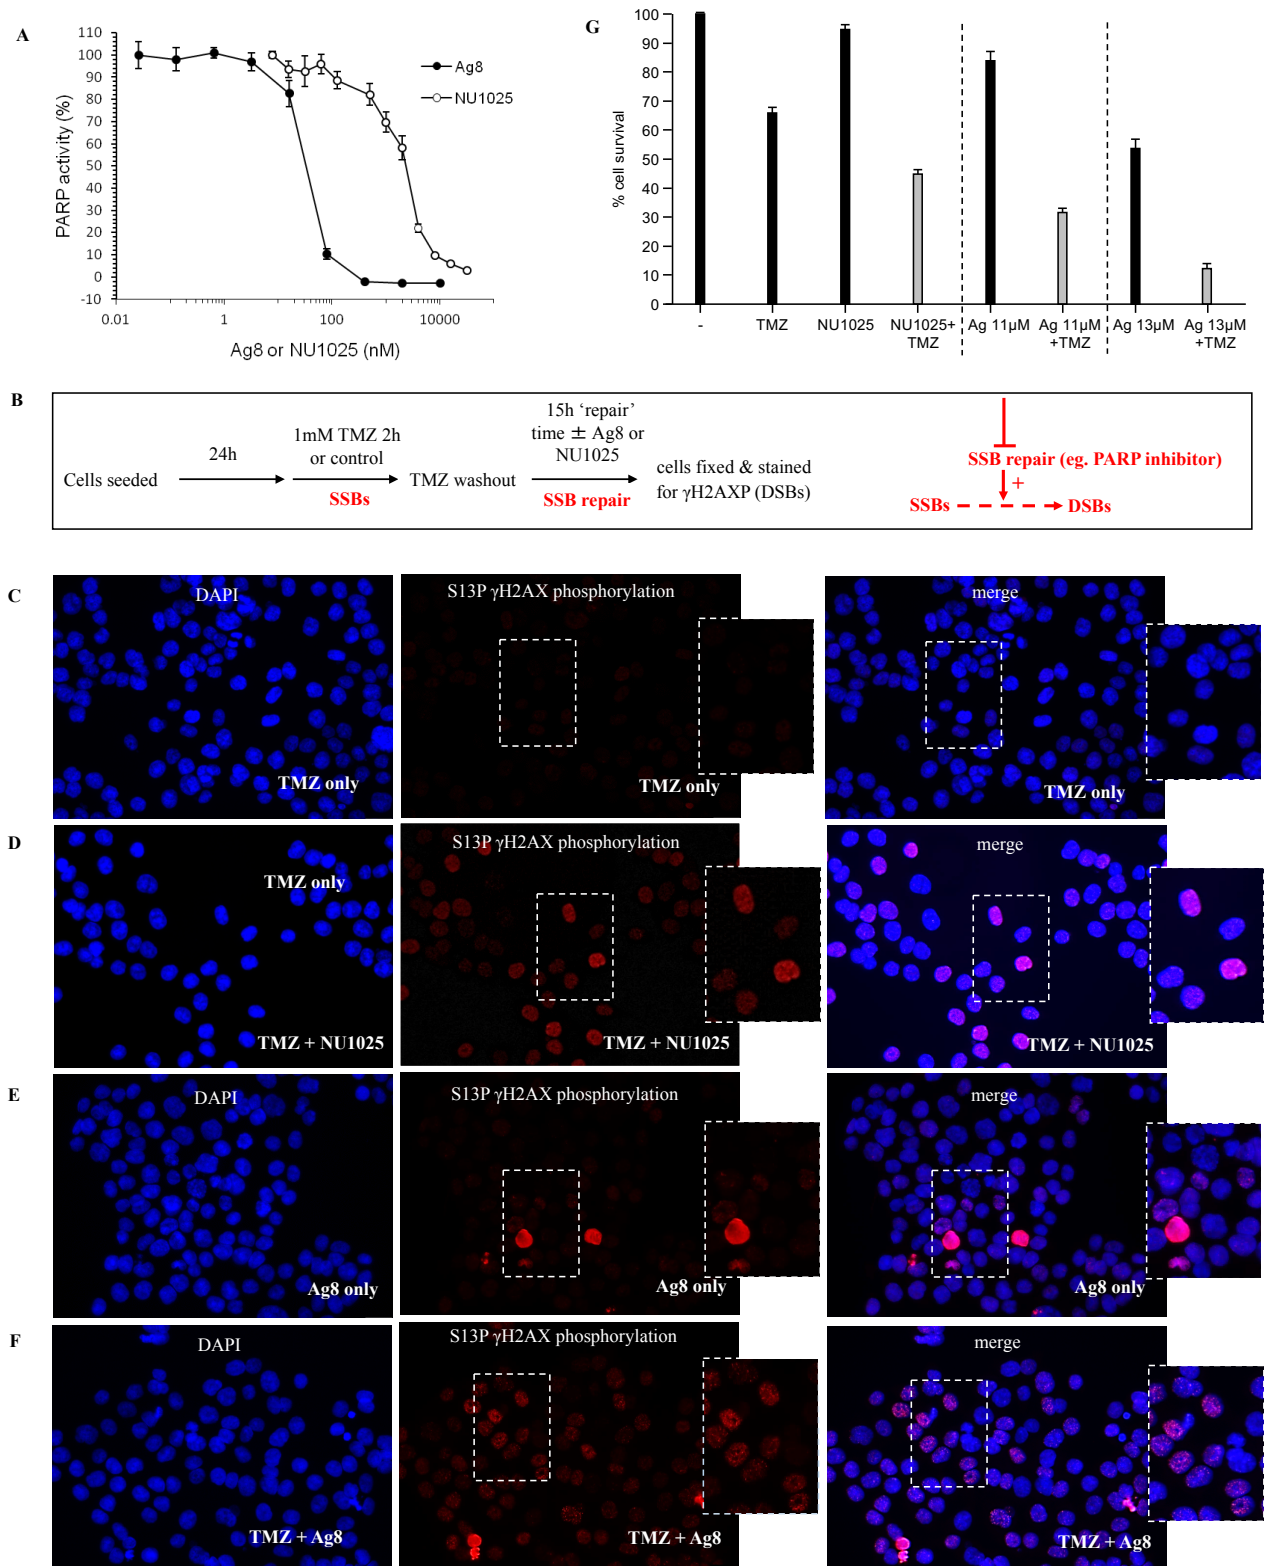 A
110
100
90
80
70
60
50
40
30
20
10
0
-10
PARP activity (%)
0.01
1
100
10000
Ag8 or NU1025 (nM)
Ag8
NU1025
G
100
90
80
70
60
50
40
30
20
10
0
% cell survival
-
TMZ
NU1025
NU1025+
TMZ
Ag 11µM
Ag 11µM
+TMZ
Ag 13µM
Ag 13µM
+TMZ
B
Cells seeded
24h
1mM TMZ 2h
or control
SSBs
TMZ washout
15h ‘repair’
time ± Ag8 or
NU1025
SSB repair
cells fixed & stained
for γH2AXP (DSBs)
SSB repair (eg. PARP inhibitor)
+
SSBs
DSBs
C
DAPI
TMZ only
S13P γH2AX phosphorylation
TMZ only
merge
TMZ only
D
TMZ only
TMZ + NU1025
S13P γH2AX phosphorylation
TMZ + NU1025
merge
TMZ + NU1025
E
DAPI
Ag8 only
S13P γH2AX phosphorylation
Ag8 only
merge
Ag8 only
F
DAPI
TMZ + Ag8
S13P γH2AX phosphorylation
TMZ + Ag8
merge
TMZ + Ag8